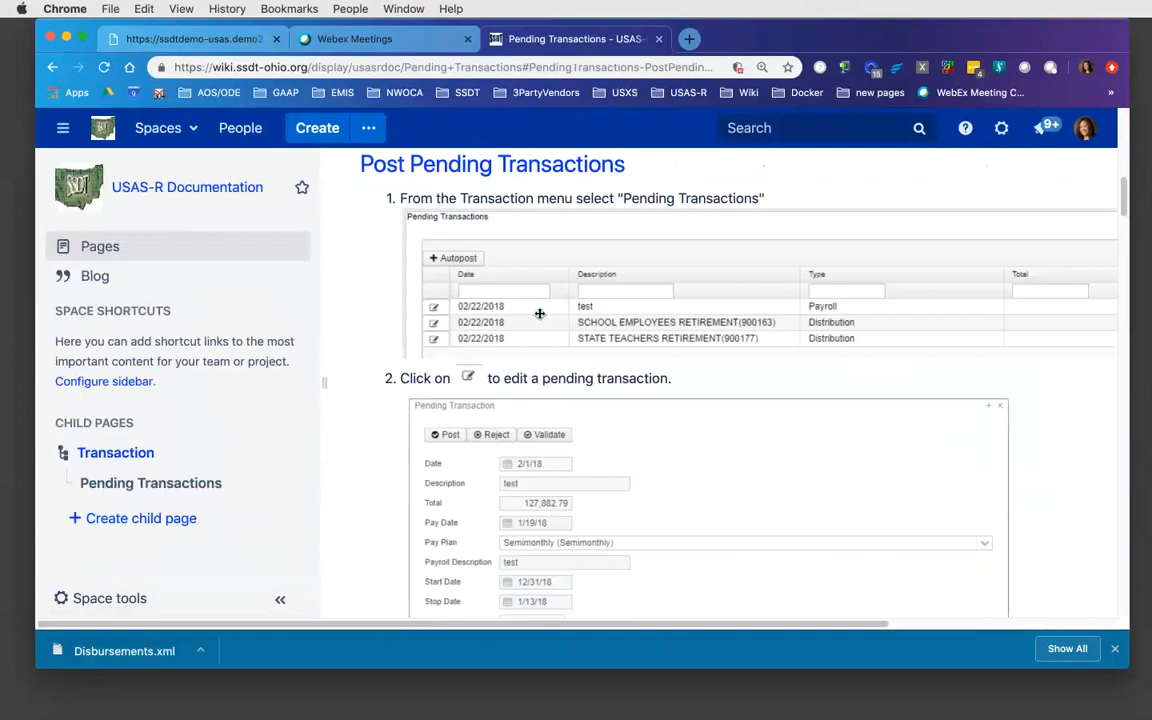 Chrome File Edit View History Bookmarks People Window Help
https://ssdtdemo-usas.demo2
Webex Meetings
Pending Transactions - USAS-
https://wiki.ssdt-ohio.org/display/usasrdoc/Pending+Transactions#PendingTransactions-PostPendin...
Apps AOS/ODE GAAP EMIS NWOCA SSDT 3PartyVendors USXS USAS-R Wiki Docker new pages WebEx Meeting C... »
Spaces People Create ••• Search 9+
USAS-R Documentation
Pages
Blog
SPACE SHORTCUTS
Here you can add shortcut links to the most
important content for your team or project.
Configure sidebar.
CHILD PAGES
Transaction
Pending Transactions
+ Create child page
Space tools «
Post Pending Transactions
1. From the Transaction menu select "Pending Transactions"
Pending Transactions
+ Autopost
Date Description Type Total
02/22/2018 test Payroll
02/22/2018 SCHOOL EMPLOYEES RETIREMENT(900163) Distribution
02/22/2018 STATE TEACHERS RETIREMENT(900177) Distribution
2. Click on to edit a pending transaction.
Pending Transaction
Post Reject Validate
Date 2/1/18
Description test
Total 127,882.79
Pay Date 1/19/18
Pay Plan Semimonthly (Semimonthly)
Payroll Description test
Start Date 12/31/18
Stop Date 1/13/18
Disbursements.xml
Show All